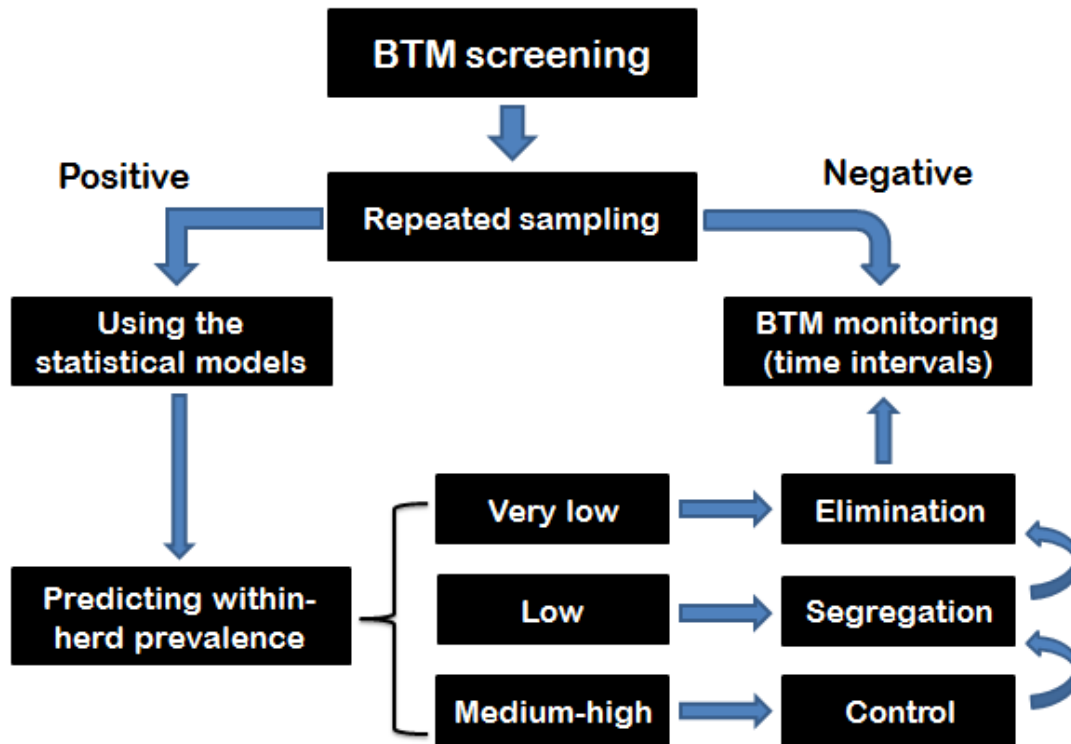 BTM screening
Positive
Negative
Repeated sampling
Using the
statistical models
BTM monitoring
(time intervals)
Very low
Elimination
Predicting within-
herd prevalence
Low
Segregation
Medium-high
Control